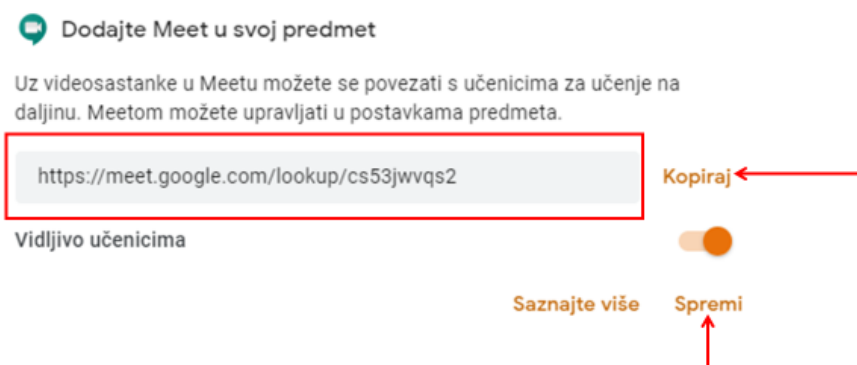 Dodajte Meet u svoj predmet
Uz videosastanke u Meetu možete se povezati s učenicima za učenje na
daljinu. Meetom možete upravljati u postavkama predmeta.
https://meet.google.com/lookup/cs53jwvqs2 Kopiraj
Vidljivo učenicima
Saznajte više Spremi